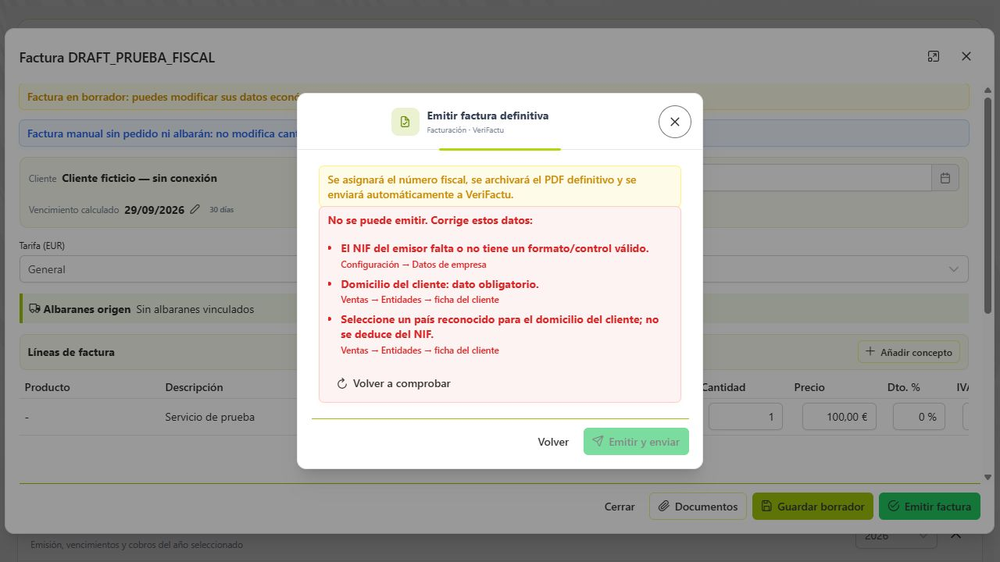 Factura DRAFT_PRUEBA_FISCAL
Factura en borrador: puedes modificar sus datos
Factura manual sin pedido ni albarán: no modifica
Cliente Cliente ficticio — sin conexión
Vencimiento calculado 29/09/2026 30 días
Tarifa (EUR)
General
Albaranes origen Sin albaranes vinculados
Líneas de factura
Añadir concepto
Producto Descripción Cantidad Precio Dto. %
- Servicio de prueba 1 100,00 € 0 %
Emitir factura definitiva
Facturación · VeriFactu
Se asignará el número fiscal, se archivará el PDF definitivo y se
enviará automáticamente a VeriFactu.
No se puede emitir. Corrige estos datos:
• El NIF del emisor falta o no tiene un formato/control válido.
Configuración → Datos de empresa
• Domicilio del cliente: dato obligatorio.
Ventas → Entidades → ficha del cliente
• Seleccione un país reconocido para el domicilio del cliente; no
se deduce del NIF.
Ventas → Entidades → ficha del cliente
Volver a comprobar
Volver Emitir y enviar
Cerrar Documentos Guardar borrador Emitir factura
Emisión, vencimientos y cobros del año seleccionado 2026